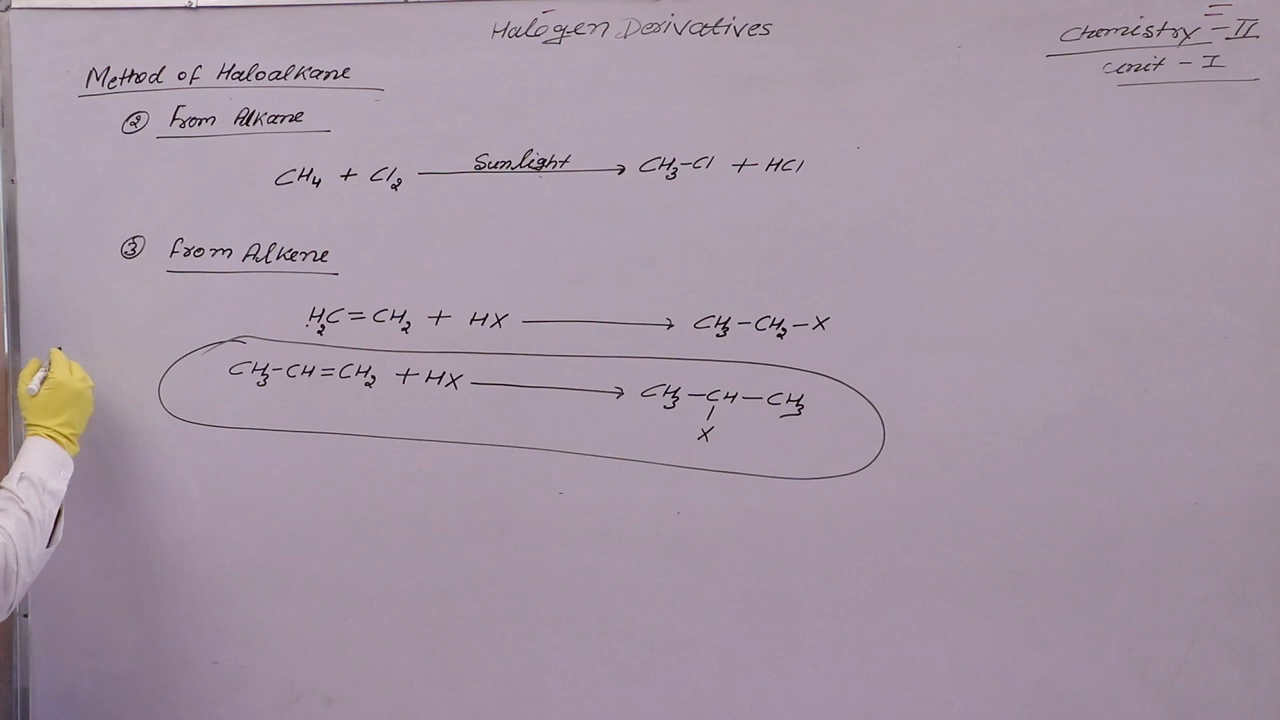 Halogen Derivatives
Chemistry - II
Unit - I
Method of Haloalkane
② From Alkane
CH₄ + Cl₂ Sunlight → CH₃-Cl + HCl
③ From Alkene
H₂C=CH₂ + HX → CH₃-CH₂-X
CH₃-CH=CH₂ + HX → CH₃-CH-CH₃
X